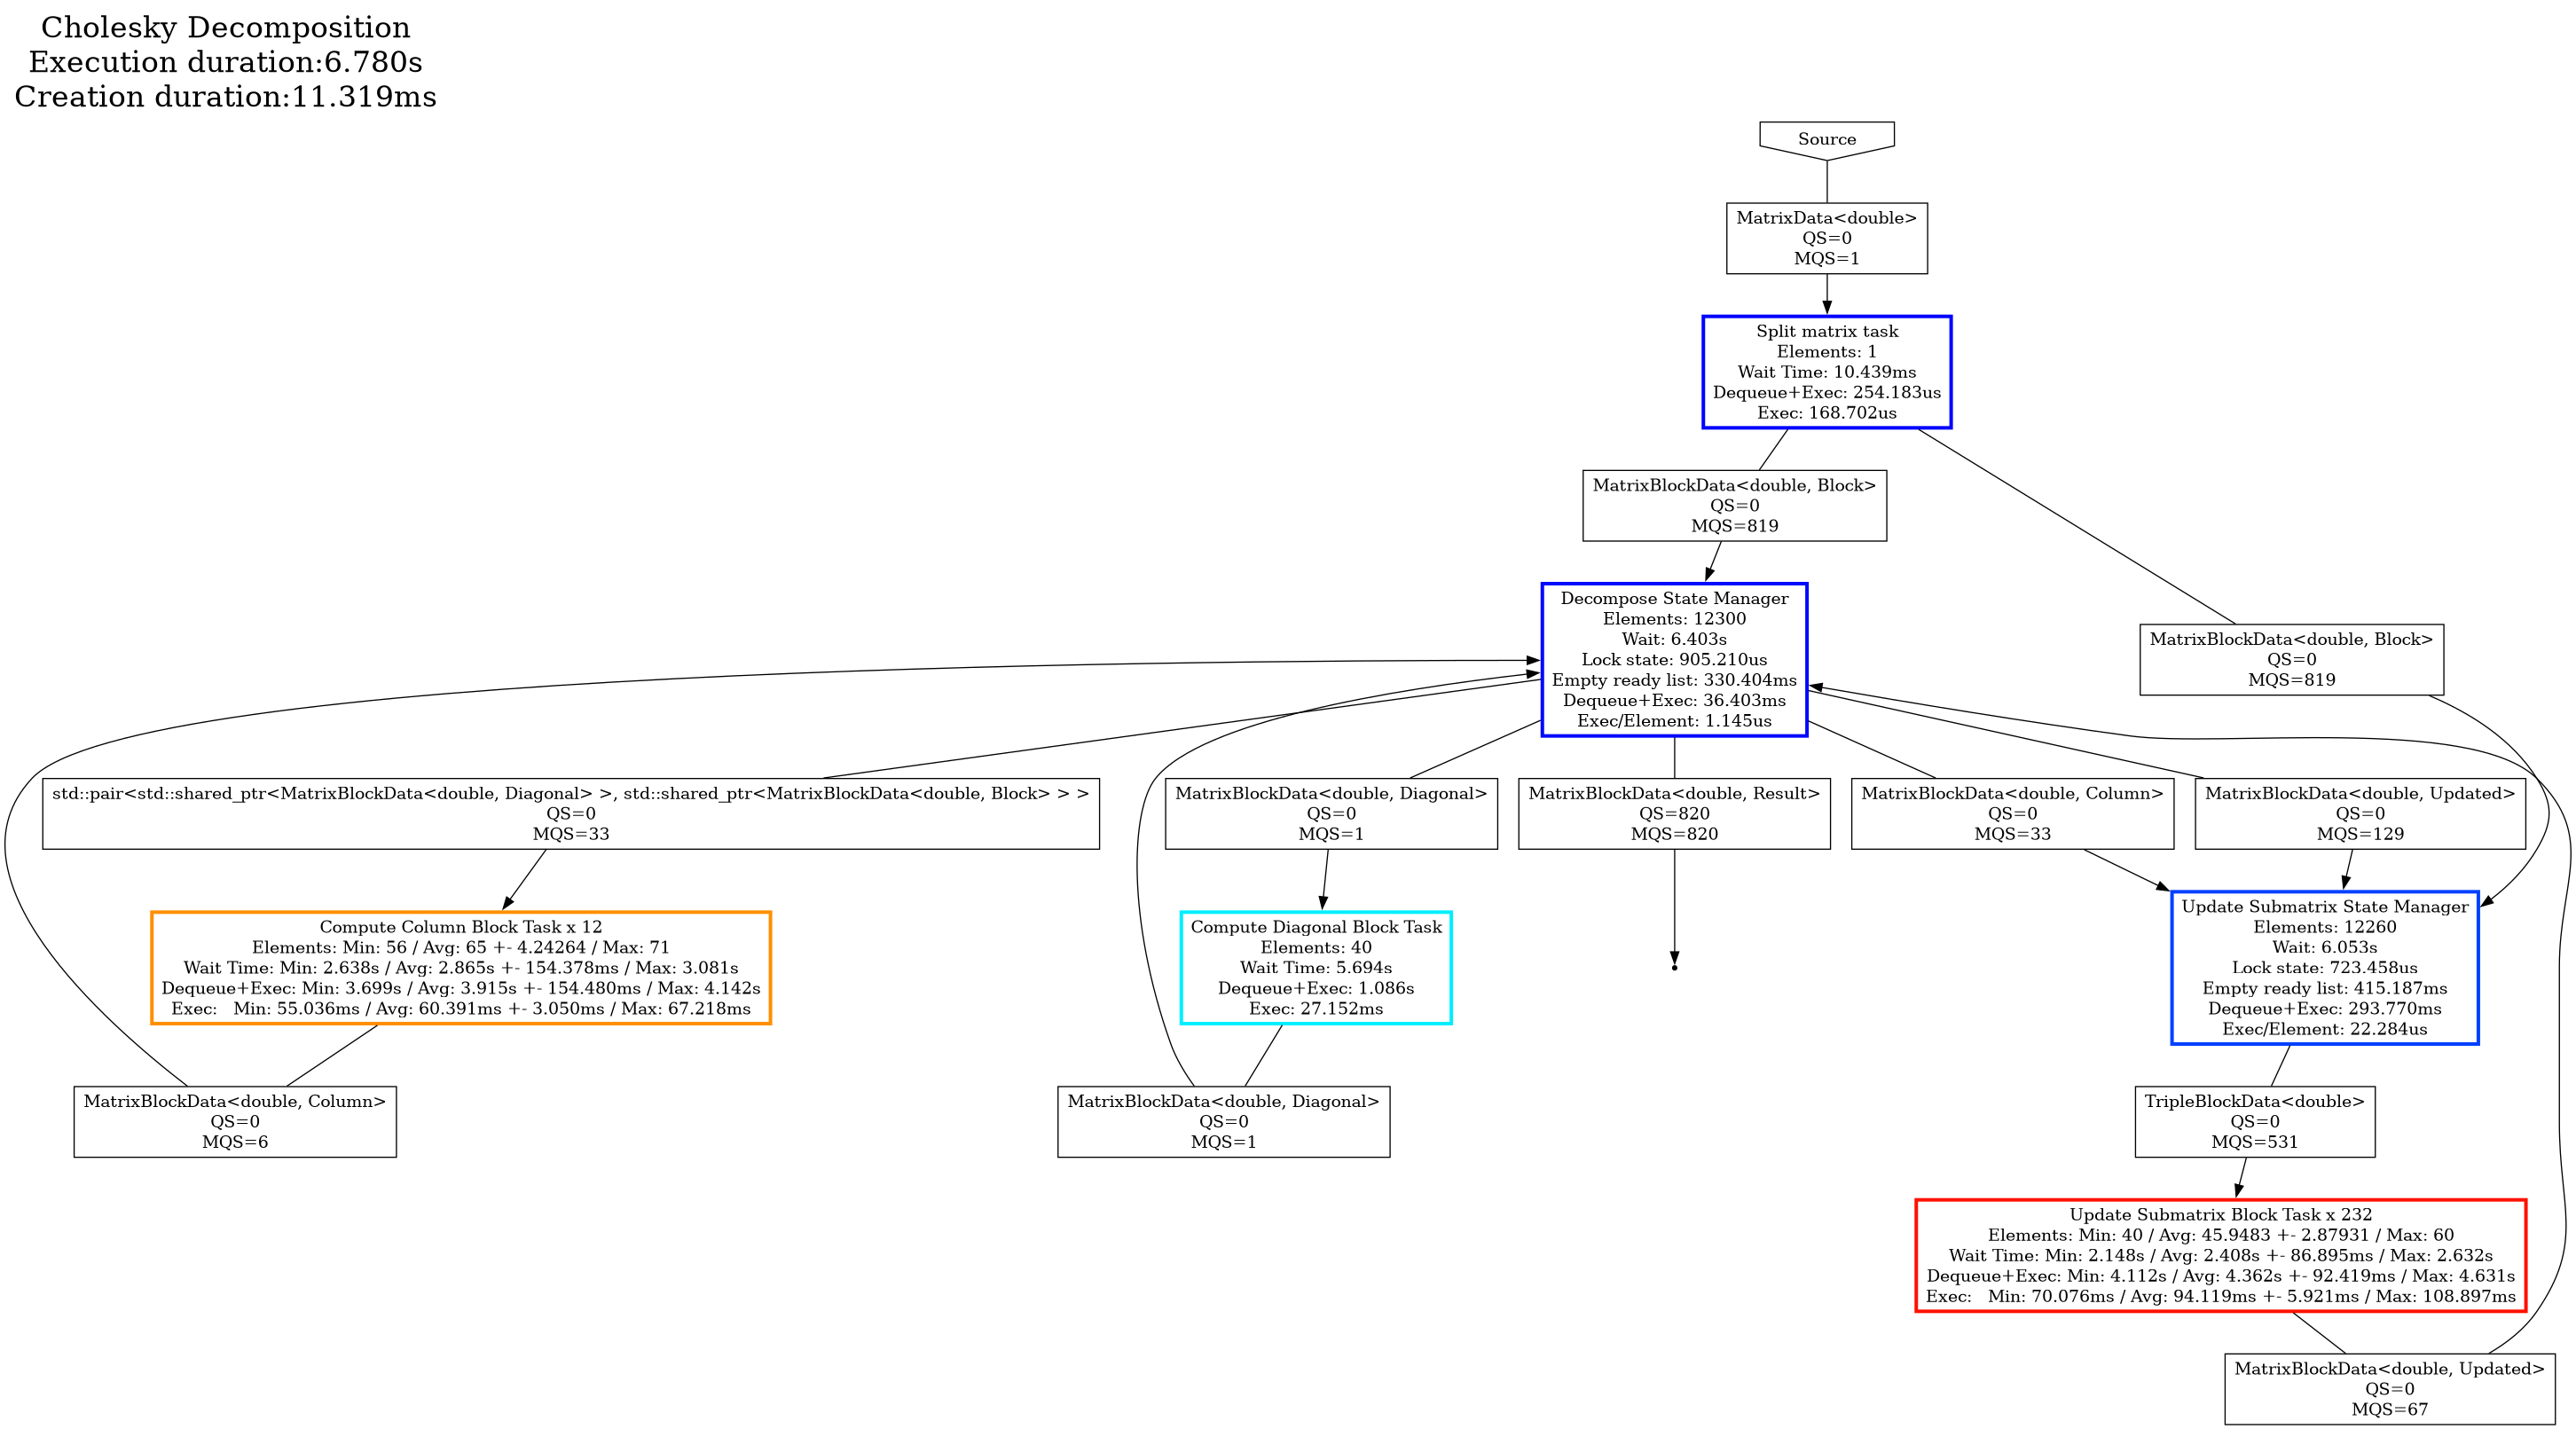 Cholesky Decomposition
Execution duration:6.780s
Creation duration:11.319ms
Source
MatrixData<double>
QS=0
MQS=1
Split matrix task
Elements: 1
Wait Time: 10.439ms
Dequeue+Exec: 254.183us
Exec: 168.702us
MatrixBlockData<double, Block>
QS=0
MQS=819
Decompose State Manager
Elements: 12300
Wait: 6.403s
Lock state: 905.210us
Empty ready list: 330.404ms
Dequeue+Exec: 36.403ms
Exec/Element: 1.145us
MatrixBlockData<double, Block>
QS=0
MQS=819
std::pair<std::shared_ptr<MatrixBlockData<double, Diagonal> >, std::shared_ptr<MatrixBlockData<double, Block> > >
QS=0
MQS=33
MatrixBlockData<double, Diagonal>
QS=0
MQS=1
MatrixBlockData<double, Result>
QS=820
MQS=820
MatrixBlockData<double, Column>
QS=0
MQS=33
MatrixBlockData<double, Updated>
QS=0
MQS=129
Compute Column Block Task x 12
Elements: Min: 56 / Avg: 65 +- 4.24264 / Max: 71
Wait Time: Min: 2.638s / Avg: 2.865s +- 154.378ms / Max: 3.081s
Dequeue+Exec: Min: 3.699s / Avg: 3.915s +- 154.480ms / Max: 4.142s
Exec:   Min: 55.036ms / Avg: 60.391ms +- 3.050ms / Max: 67.218ms
Compute Diagonal Block Task
Elements: 40
Wait Time: 5.694s
Dequeue+Exec: 1.086s
Exec: 27.152ms
Update Submatrix State Manager
Elements: 12260
Wait: 6.053s
Lock state: 723.458us
Empty ready list: 415.187ms
Dequeue+Exec: 293.770ms
Exec/Element: 22.284us
MatrixBlockData<double, Column>
QS=0
MQS=6
MatrixBlockData<double, Diagonal>
QS=0
MQS=1
TripleBlockData<double>
QS=0
MQS=531
Update Submatrix Block Task x 232
Elements: Min: 40 / Avg: 45.9483 +- 2.87931 / Max: 60
Wait Time: Min: 2.148s / Avg: 2.408s +- 86.895ms / Max: 2.632s
Dequeue+Exec: Min: 4.112s / Avg: 4.362s +- 92.419ms / Max: 4.631s
Exec:   Min: 70.076ms / Avg: 94.119ms +- 5.921ms / Max: 108.897ms
MatrixBlockData<double, Updated>
QS=0
MQS=67